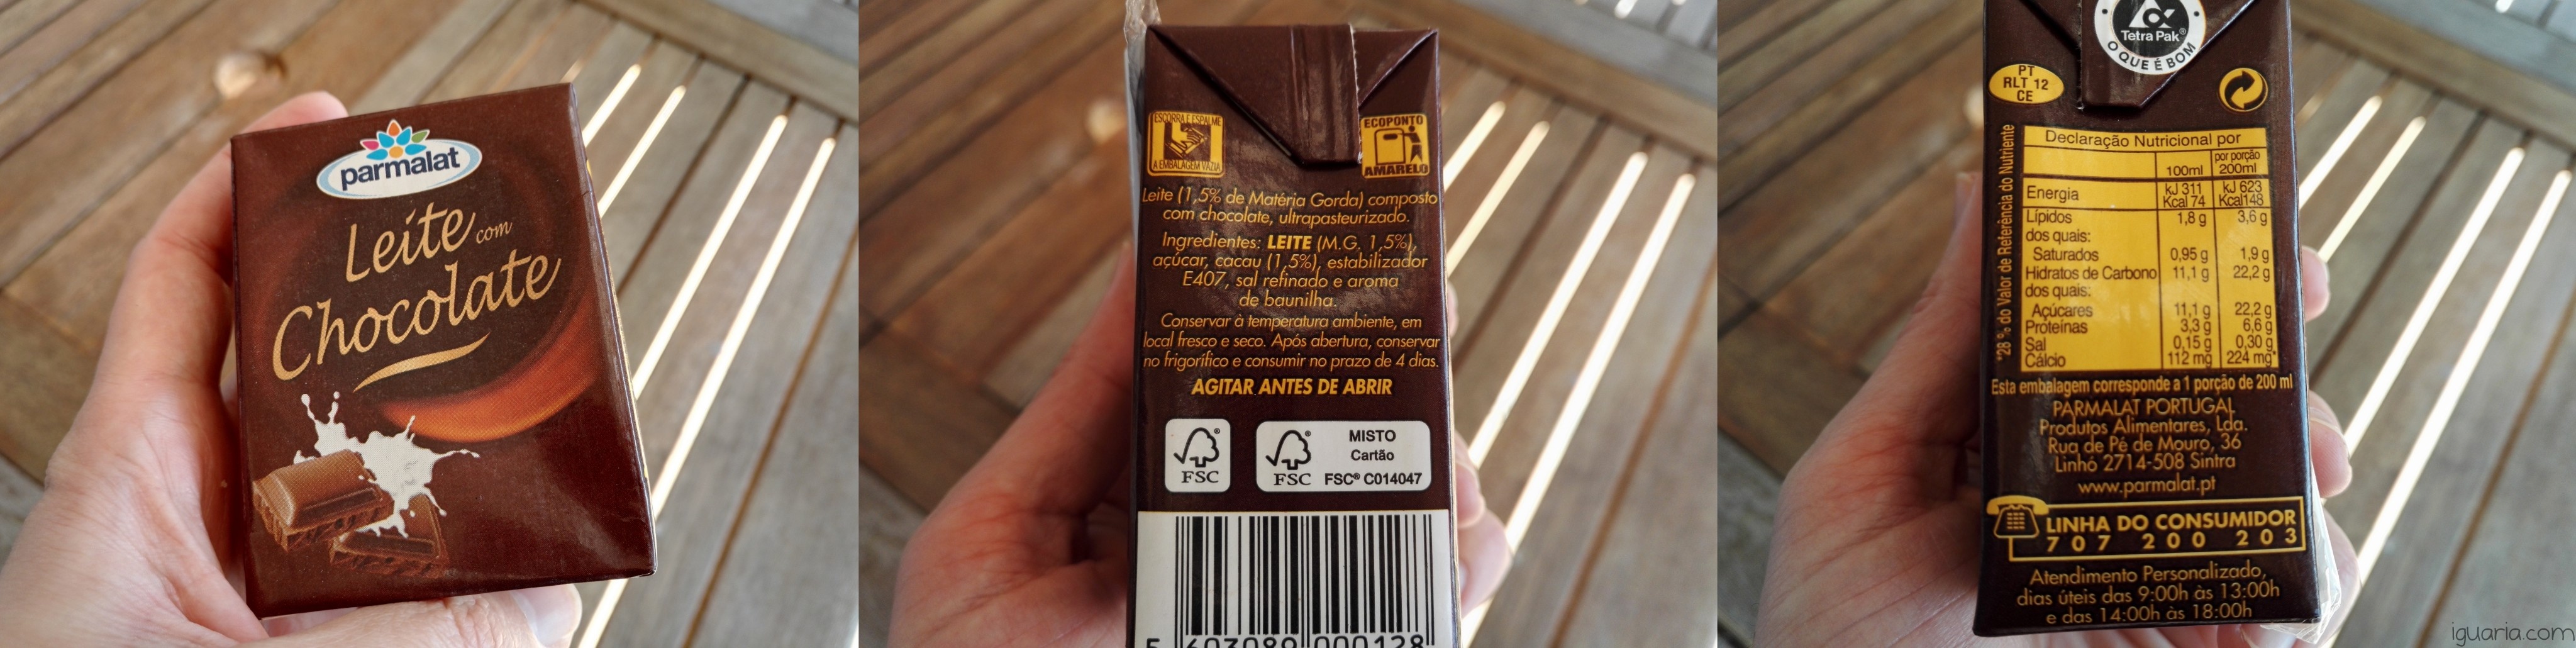 parmalat
Leite com
Chocolate
ESCORRA E ESPALME
A EMBALAGEM VAZIA
ECOPONTO
AMARELO
Leite (1,5% de Matéria Gorda) composto
com chocolate, ultrapasteurizado.
Ingredientes: LEITE (M.G. 1,5%),
açúcar, cacau (1,5%), estabilizador
E407, sal refinado e aroma
de baunilha.
Conservar à temperatura ambiente, em
local fresco e seco. Após abertura, conservar
no frigorífico e consumir no prazo de 4 dias.
AGITAR ANTES DE ABRIR
FSC
MISTO
Cartão
FSC FSC® C014047
5 603089 000128
Tetra Pak®
O QUE É BOM
PT
RLT 12
CE
*28 % do Valor de Referência do Nutriente
Declaração Nutricional por
100ml por porção 200ml
Energia kJ 311 kJ 623
Kcal 74 Kcal148
Lípidos 1,8 g 3,6 g
dos quais:
Saturados 0,95 g 1,9 g
Hidratos de Carbono 11,1 g 22,2 g
dos quais:
Açúcares 11,1 g 22,2 g
Proteínas 3,3 g 6,6 g
Sal 0,15 g 0,30 g
Cálcio 112 mg 224 mg*
Esta embalagem corresponde a 1 porção de 200 ml
PARMALAT PORTUGAL
Produtos Alimentares, Lda.
Rua de Pé de Mouro, 36
Linhó 2714-508 Sintra
www.parmalat.pt
LINHA DO CONSUMIDOR
707 200 203
Atendimento Personalizado,
dias úteis das 9:00h às 13:00h
e das 14:00h às 18:00h
iguaria.com